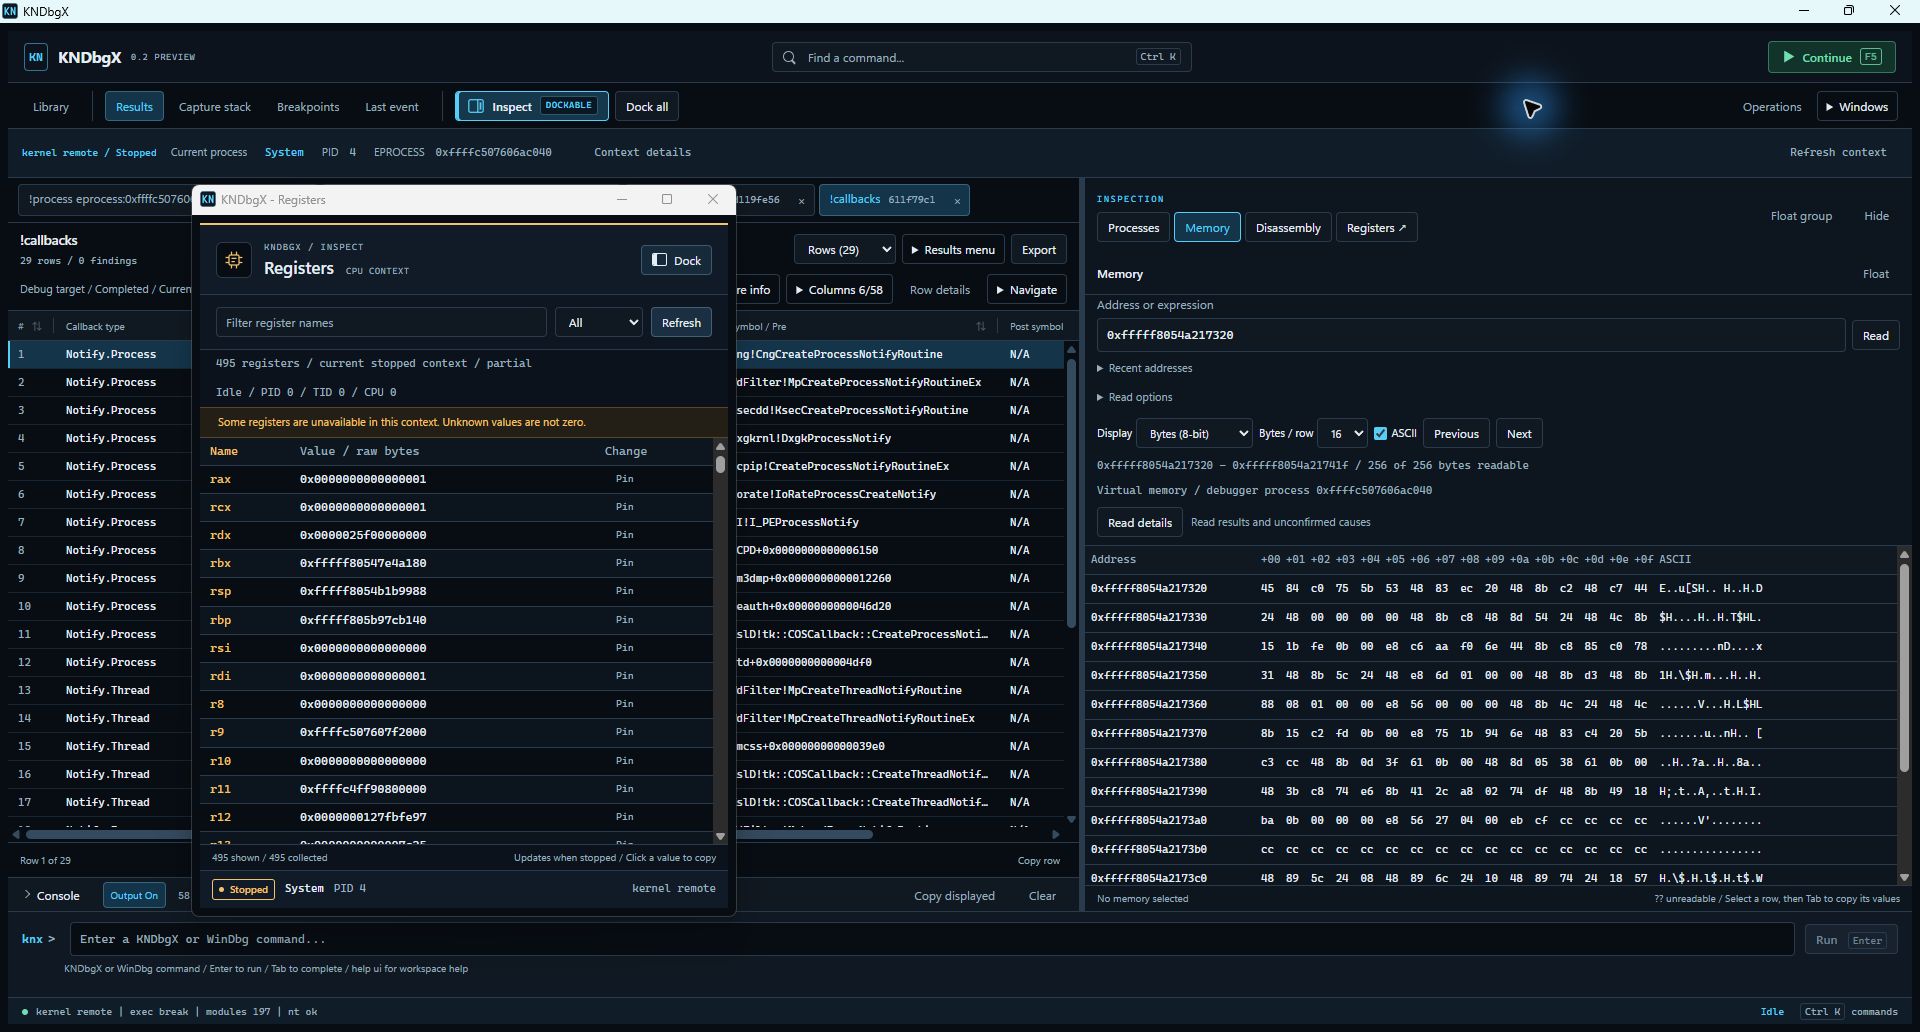 KN KNDbgX
KN KNDbgX 0.2 PREVIEW
Find a command... Ctrl K
Continue F5
Library Results Capture stack Breakpoints Last event Inspect DOCKABLE Dock all
Operations Windows
kernel remote / Stopped Current process System PID 4 EPROCESS 0xffffc507606ac040 Context details
Refresh context
!process eprocess:0xffffc50760
119fe56 ×
!callbacks 611f79c1 ×
!callbacks
29 rows / 0 findings
Debug target / Completed / Curren
Rows (29) Results menu Export
re info Columns 6/58 Row details Navigate
# Callback type
ymbol / Pre Post symbol
1 Notify.Process ng!CngCreateProcessNotifyRoutine N/A
2 Notify.Process dFilter!MpCreateProcessNotifyRoutineEx N/A
3 Notify.Process secdd!KsecCreateProcessNotifyRoutine N/A
4 Notify.Process xgkrnl!DxgkProcessNotify N/A
5 Notify.Process cpip!CreateProcessNotifyRoutineEx N/A
6 Notify.Process orate!IoRateProcessCreateNotify N/A
7 Notify.Process I!I_PEProcessNotify N/A
8 Notify.Process CPD+0x0000000000006150 N/A
9 Notify.Process m3dmp+0x0000000000012260 N/A
10 Notify.Process eauth+0x0000000000046d20 N/A
11 Notify.Process slD!tk::COSCallback::CreateProcessNoti… N/A
12 Notify.Process td+0x0000000000004df0 N/A
13 Notify.Thread dFilter!MpCreateThreadNotifyRoutine N/A
14 Notify.Thread dFilter!MpCreateThreadNotifyRoutineEx N/A
15 Notify.Thread mcss+0x00000000000039e0 N/A
16 Notify.Thread slD!tk::COSCallback::CreateThreadNotif… N/A
17 Notify.Thread slD!tk::COSCallback::CreateThreadNotif… N/A
Row 1 of 29
Copy row
Console Output On 58
Copy displayed Clear
KN KNDbgX - Registers
KNDBGX / INSPECT
Registers CPU CONTEXT
Dock
Filter register names All Refresh
495 registers / current stopped context / partial
Idle / PID 0 / TID 0 / CPU 0
Some registers are unavailable in this context. Unknown values are not zero.
Name Value / raw bytes Change
rax 0x0000000000000001 Pin
rcx 0x0000000000000001 Pin
rdx 0x0000025f00000000 Pin
rbx 0xfffff80547e4a180 Pin
rsp 0xfffff8054b1b9988 Pin
rbp 0xfffff805b97cb140 Pin
rsi 0x0000000000000000 Pin
rdi 0x0000000000000001 Pin
r8 0x0000000000000000 Pin
r9 0xffffc507607f2000 Pin
r10 0x0000000000000000 Pin
r11 0xffffc4ff90800000 Pin
r12 0x0000000127fbfe97 Pin
495 shown / 495 collected
Updates when stopped / Click a value to copy
Stopped System PID 4 kernel remote
INSPECTION
Processes Memory Disassembly Registers ↗
Float group Hide
Memory Float
Address or expression
0xfffff8054a217320 Read
Recent addresses
Read options
Display Bytes (8-bit) Bytes / row 16 ASCII Previous Next
0xfffff8054a217320 – 0xfffff8054a21741f / 256 of 256 bytes readable
Virtual memory / debugger process 0xffffc507606ac040
Read details Read results and unconfirmed causes
Address +00 +01 +02 +03 +04 +05 +06 +07 +08 +09 +0a +0b +0c +0d +0e +0f ASCII
0xfffff8054a217320 45 84 c0 75 5b 53 48 83 ec 20 48 8b c2 48 c7 44 E..u[SH.. H..H.D
0xfffff8054a217330 24 48 00 00 00 00 48 8b c8 48 8d 54 24 48 4c 8b $H....H..H.T$HL.
0xfffff8054a217340 15 1b fe 0b 00 e8 c6 aa f0 6e 44 8b c8 85 c0 78 .........nD....x
0xfffff8054a217350 31 48 8b 5c 24 48 e8 6d 01 00 00 48 8b d3 48 8b 1H.\$H.m...H..H.
0xfffff8054a217360 88 08 01 00 00 e8 56 00 00 00 48 8b 4c 24 48 4c ......V...H.L$HL
0xfffff8054a217370 8b 15 c2 fd 0b 00 e8 75 1b 94 6e 48 83 c4 20 5b .......u..nH.. [
0xfffff8054a217380 c3 cc 48 8b 0d 3f 61 0b 00 48 8d 05 38 61 0b 00 ..H..?a..H..8a..
0xfffff8054a217390 48 3b c8 74 e6 8b 41 2c a8 02 74 df 48 8b 49 18 H;.t..A,..t.H.I.
0xfffff8054a2173a0 ba 0b 00 00 00 e8 56 27 04 00 eb cf cc cc cc cc ......V'........
0xfffff8054a2173b0 cc cc cc cc cc cc cc cc cc cc cc cc cc cc cc cc ................
0xfffff8054a2173c0 48 89 5c 24 08 48 89 6c 24 10 48 89 74 24 18 57 H.\$.H.l$.H.t$.W
No memory selected
?? unreadable / Select a row, then Tab to copy its values
knx > Enter a KNDbgX or WinDbg command... Run Enter
KNDbgX or WinDbg command / Enter to run / Tab to complete / help ui for workspace help
kernel remote | exec break | modules 197 | nt ok
Idle Ctrl K commands